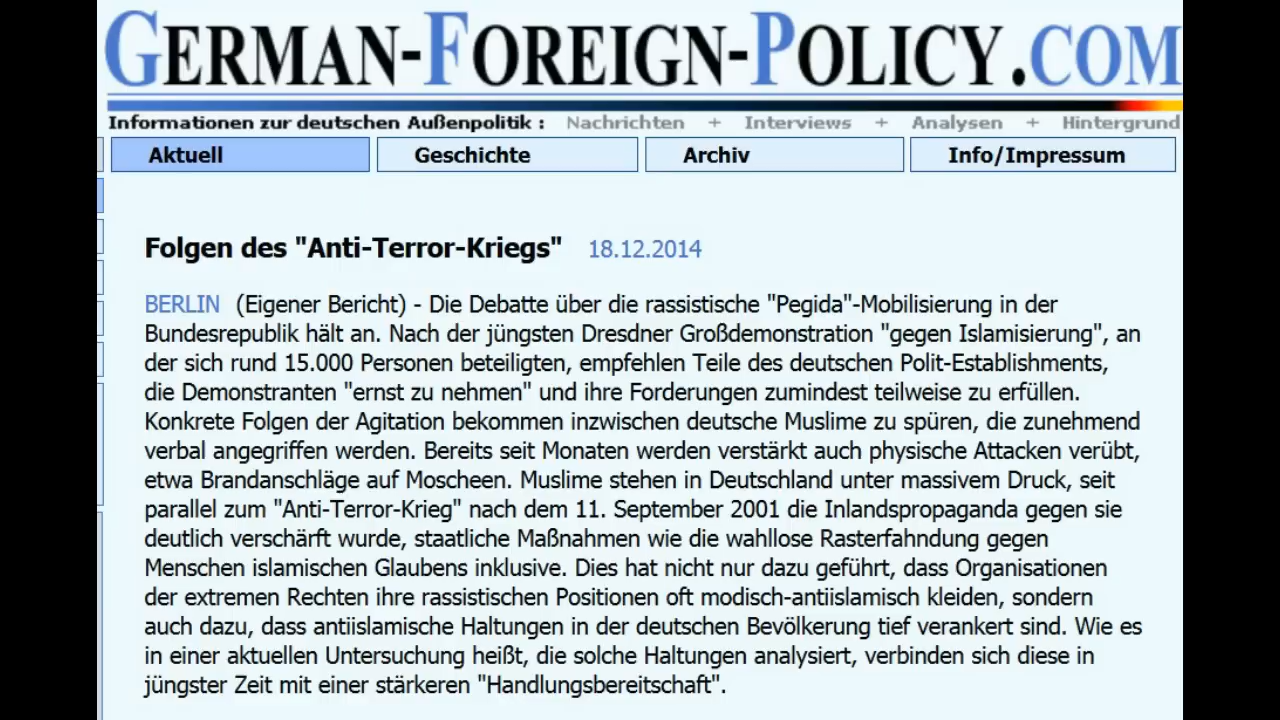 GERMAN-FOREIGN-POLICY.COM
Informationen zur deutschen Außenpolitik : Nachrichten + Interviews + Analysen + Hintergrund
Aktuell Geschichte Archiv Info/Impressum
Folgen des "Anti-Terror-Kriegs" 18.12.2014
BERLIN (Eigener Bericht) - Die Debatte über die rassistische "Pegida"-Mobilisierung in der
Bundesrepublik hält an. Nach der jüngsten Dresdner Großdemonstration "gegen Islamisierung", an
der sich rund 15.000 Personen beteiligten, empfehlen Teile des deutschen Polit-Establishments,
die Demonstranten "ernst zu nehmen" und ihre Forderungen zumindest teilweise zu erfüllen.
Konkrete Folgen der Agitation bekommen inzwischen deutsche Muslime zu spüren, die zunehmend
verbal angegriffen werden. Bereits seit Monaten werden verstärkt auch physische Attacken verübt,
etwa Brandanschläge auf Moscheen. Muslime stehen in Deutschland unter massivem Druck, seit
parallel zum "Anti-Terror-Krieg" nach dem 11. September 2001 die Inlandspropaganda gegen sie
deutlich verschärft wurde, staatliche Maßnahmen wie die wahllose Rasterfahndung gegen
Menschen islamischen Glaubens inklusive. Dies hat nicht nur dazu geführt, dass Organisationen
der extremen Rechten ihre rassistischen Positionen oft modisch-antiislamisch kleiden, sondern
auch dazu, dass antiislamische Haltungen in der deutschen Bevölkerung tief verankert sind. Wie es
in einer aktuellen Untersuchung heißt, die solche Haltungen analysiert, verbinden sich diese in
jüngster Zeit mit einer stärkeren "Handlungsbereitschaft".